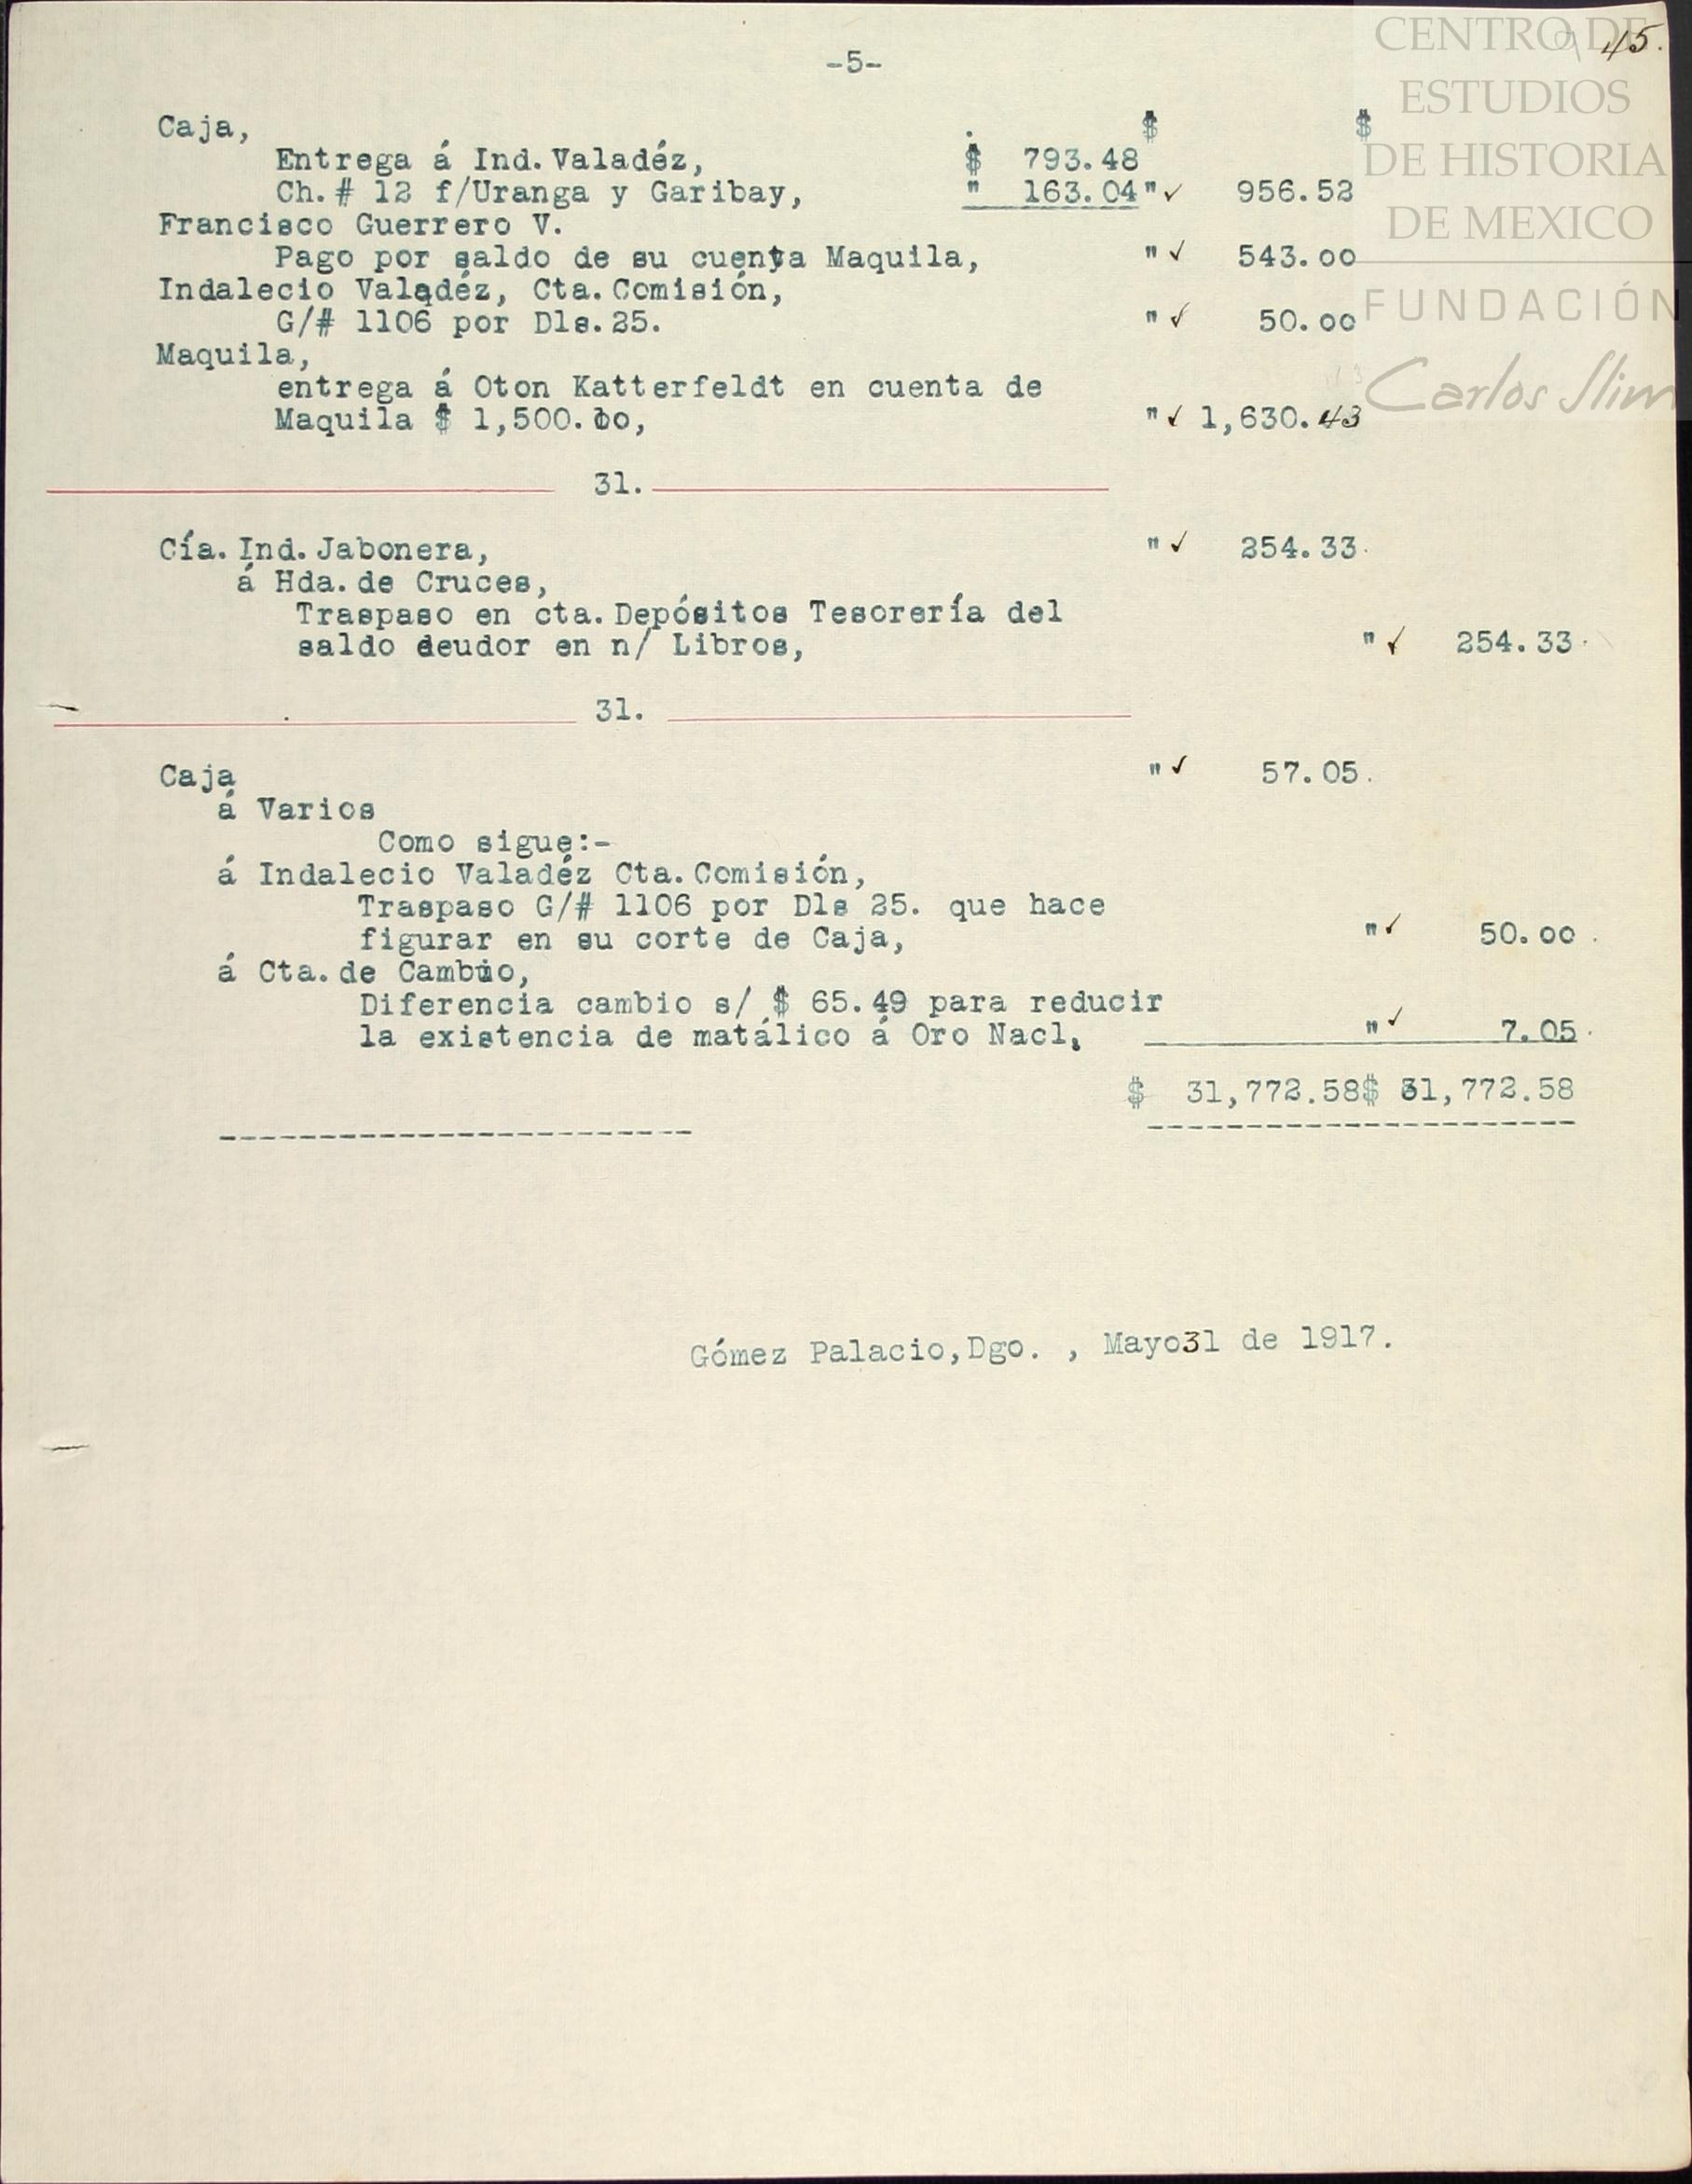 -5-
45.
CENTRO DE
ESTUDIOS
DE HISTORIA
DE MEXICO
FUNDACIÓN
Carlos Slim
Caja, $ $
Entrega á Ind. Valadéz, $ 793.48
Ch. # 12 f/Uranga y Garibay, " 163.04 " ✓ 956.52
Francisco Guerrero V.
Pago por saldo de su cuenta Maquila, " ✓ 543.00
Indalecio Valadéz, Cta. Comisión,
G/# 1106 por Dls. 25. " ✓ 50.00
Maquila,
entrega á Oton Katterfeldt en cuenta de
Maquila $ 1,500.00, " ✓ 1,630.43
31.
Cía. Ind. Jabonera, " ✓ 254.33
á Hda. de Cruces,
Traspaso en cta. Depósitos Tesorería del
saldo deudor en n/ Libros, " ✓ 254.33
31.
Caja " ✓ 57.05
á Varios
Como sigue:-
á Indalecio Valadéz Cta. Comisión,
Traspaso G/# 1106 por Dls 25. que hace
figurar en su corte de Caja, " ✓ 50.00
á Cta. de Cambio,
Diferencia cambio s/ $ 65.49 para reducir
la existencia de matálico á Oro Nacl, " ✓ 7.05
$ 31,772.58 $ 31,772.58
Gómez Palacio, Dgo. , Mayo 31 de 1917.